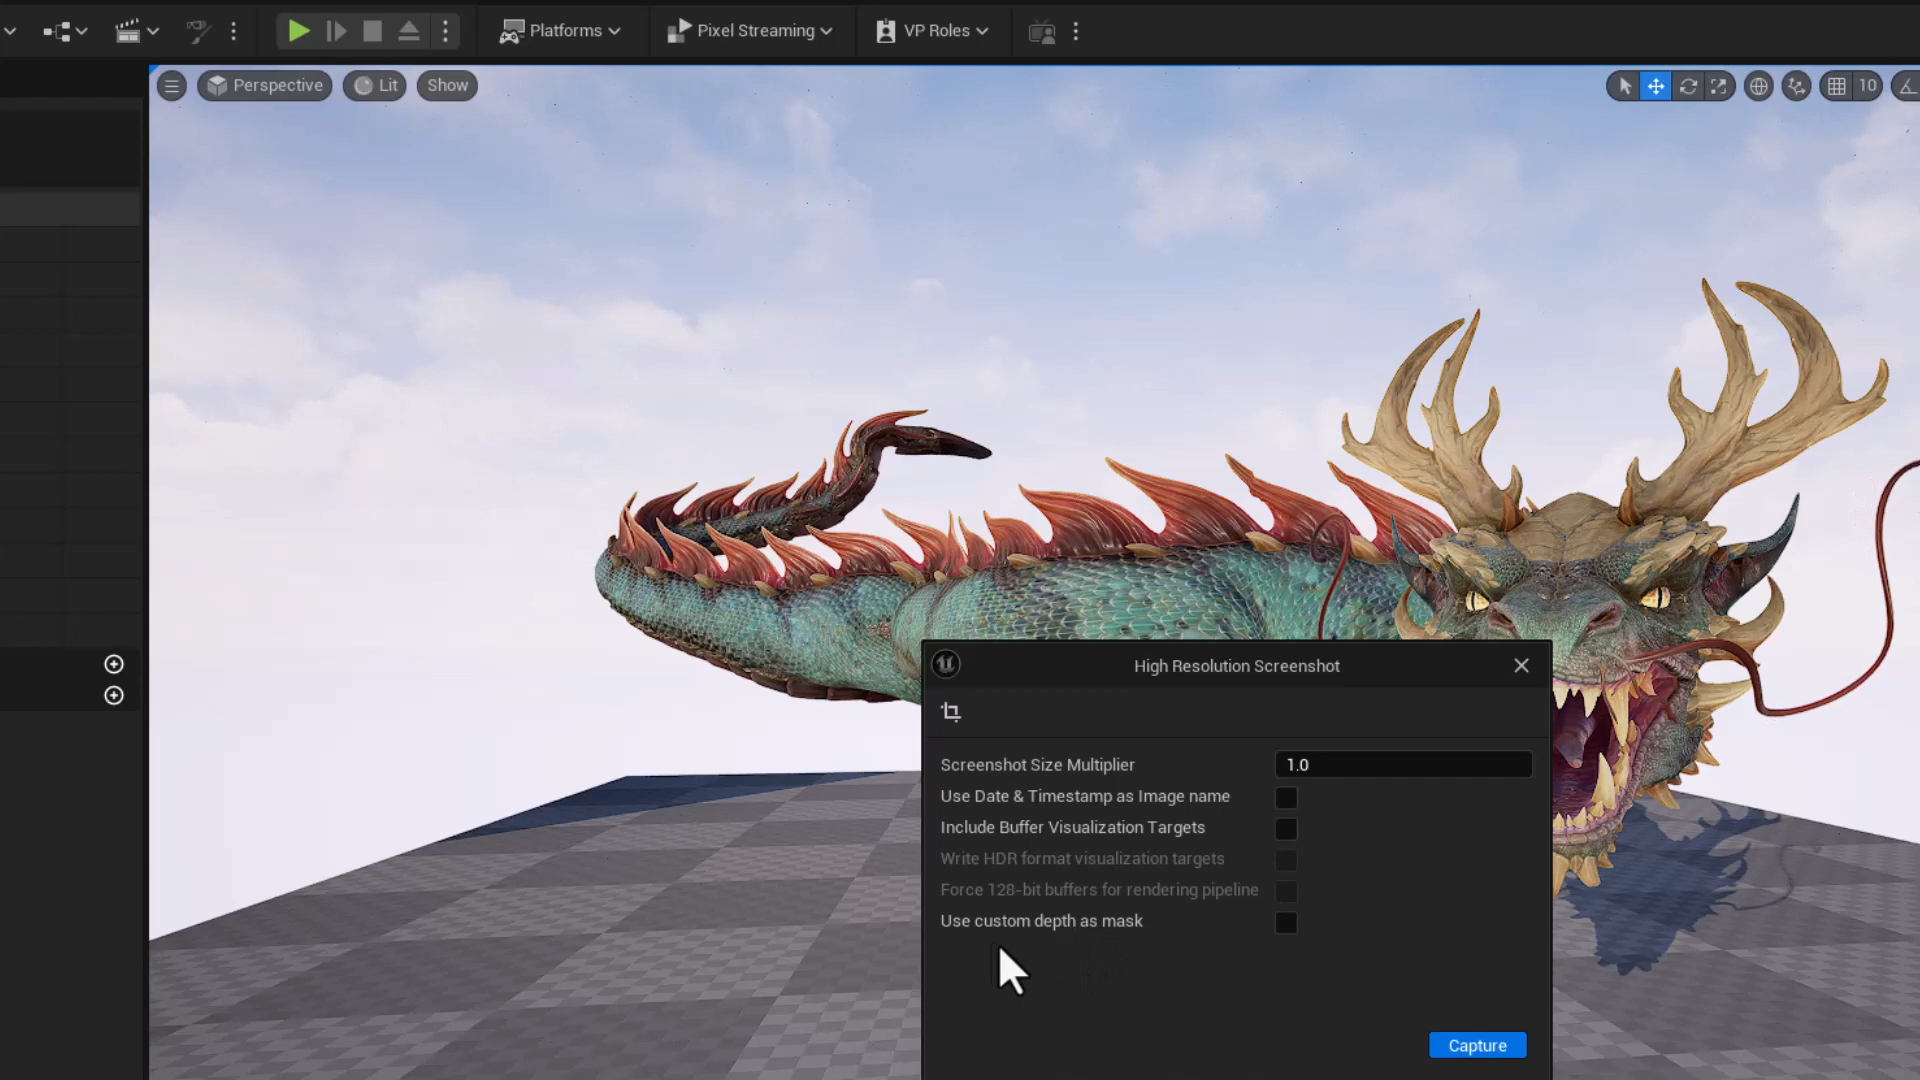 Platforms
Pixel Streaming
VP Roles
Perspective
Lit
Show
10
High Resolution Screenshot
Screenshot Size Multiplier
1.0
Use Date & Timestamp as Image name
Include Buffer Visualization Targets
Write HDR format visualization targets
Force 128-bit buffers for rendering pipeline
Use custom depth as mask
Capture